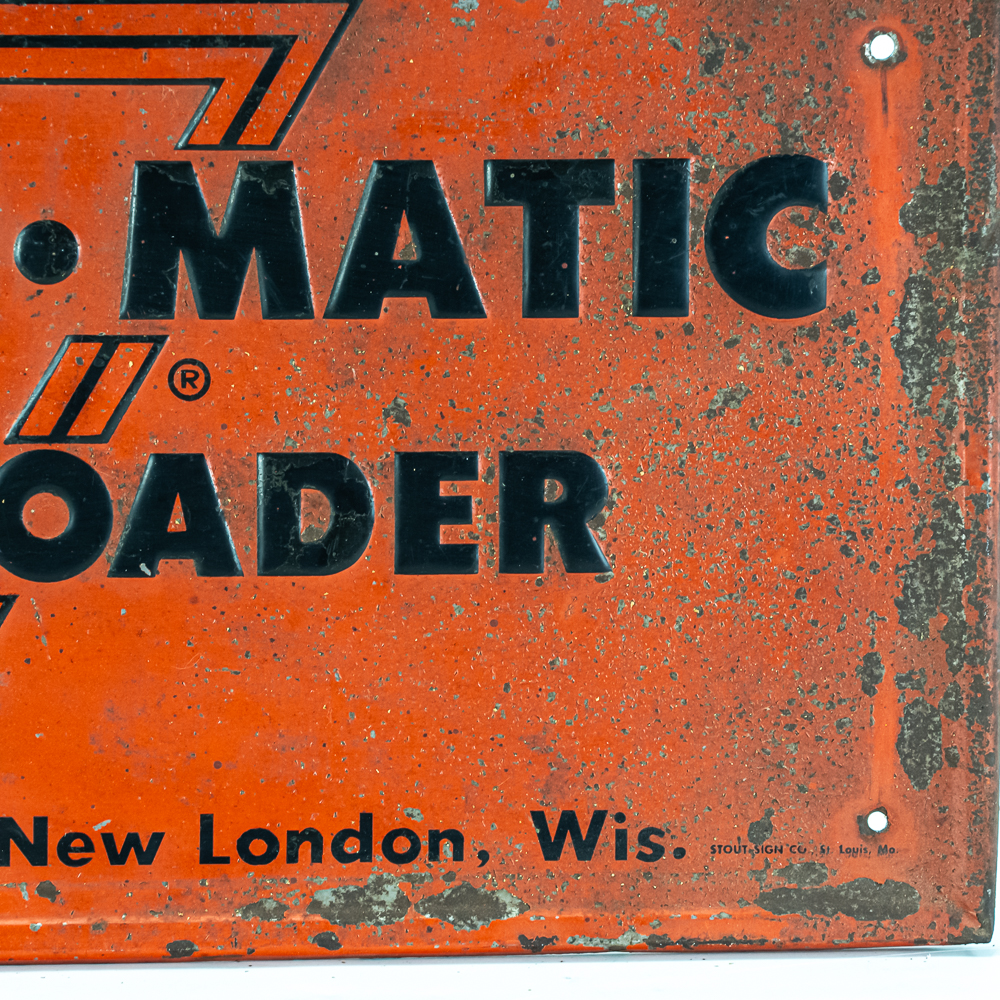 • MATIC
®
OADER
New London, Wis.
STOUT SIGN CO. St. Louis, Mo.